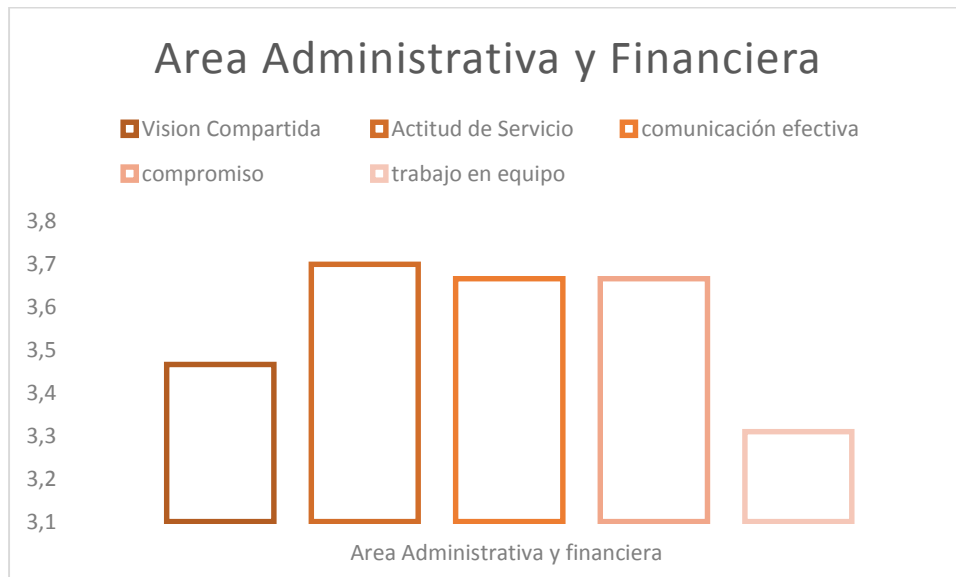 Area Administrativa y Financiera
Vision Compartida Actitud de Servicio comunicación efectiva
compromiso trabajo en equipo
3,8
3,7
3,6
3,5
3,4
3,3
3,2
3,1
Area Administrativa y financiera